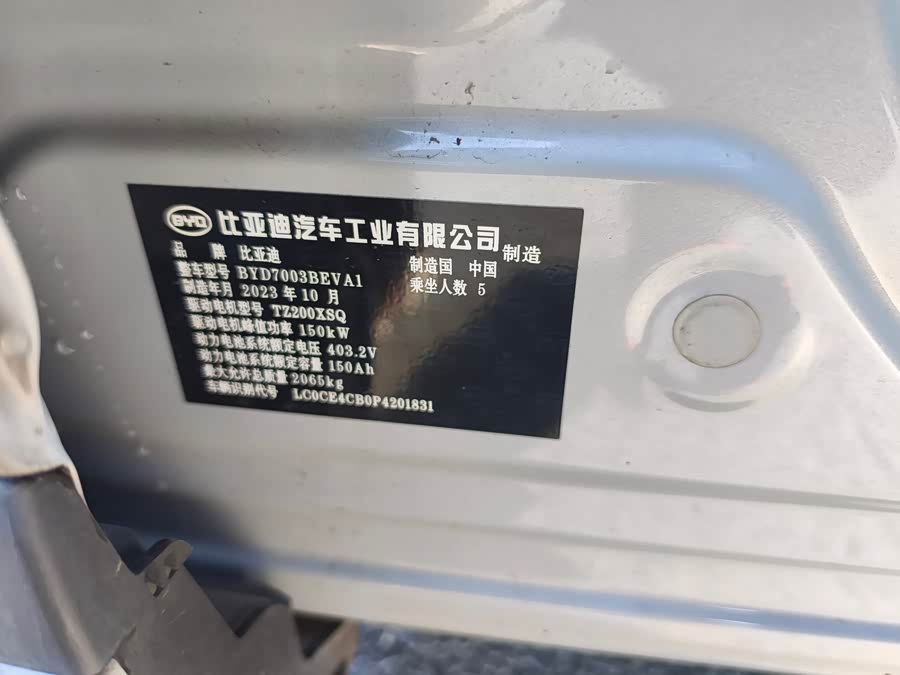 BYD 比亚迪汽车工业有限公司 制造
品 牌 比亚迪 制造国 中国
整车型号 BYD7003BEVA1 乘坐人数 5
制造年月 2023 年 10 月
驱动电机型号 TZ200XSQ
驱动电机峰值功率 150kW
动力电池系统额定电压 403.2V
动力电池系统额定容量 150Ah
最大允许总质量 2065kg
车辆识别代号 LC0CE4CB0P4201831